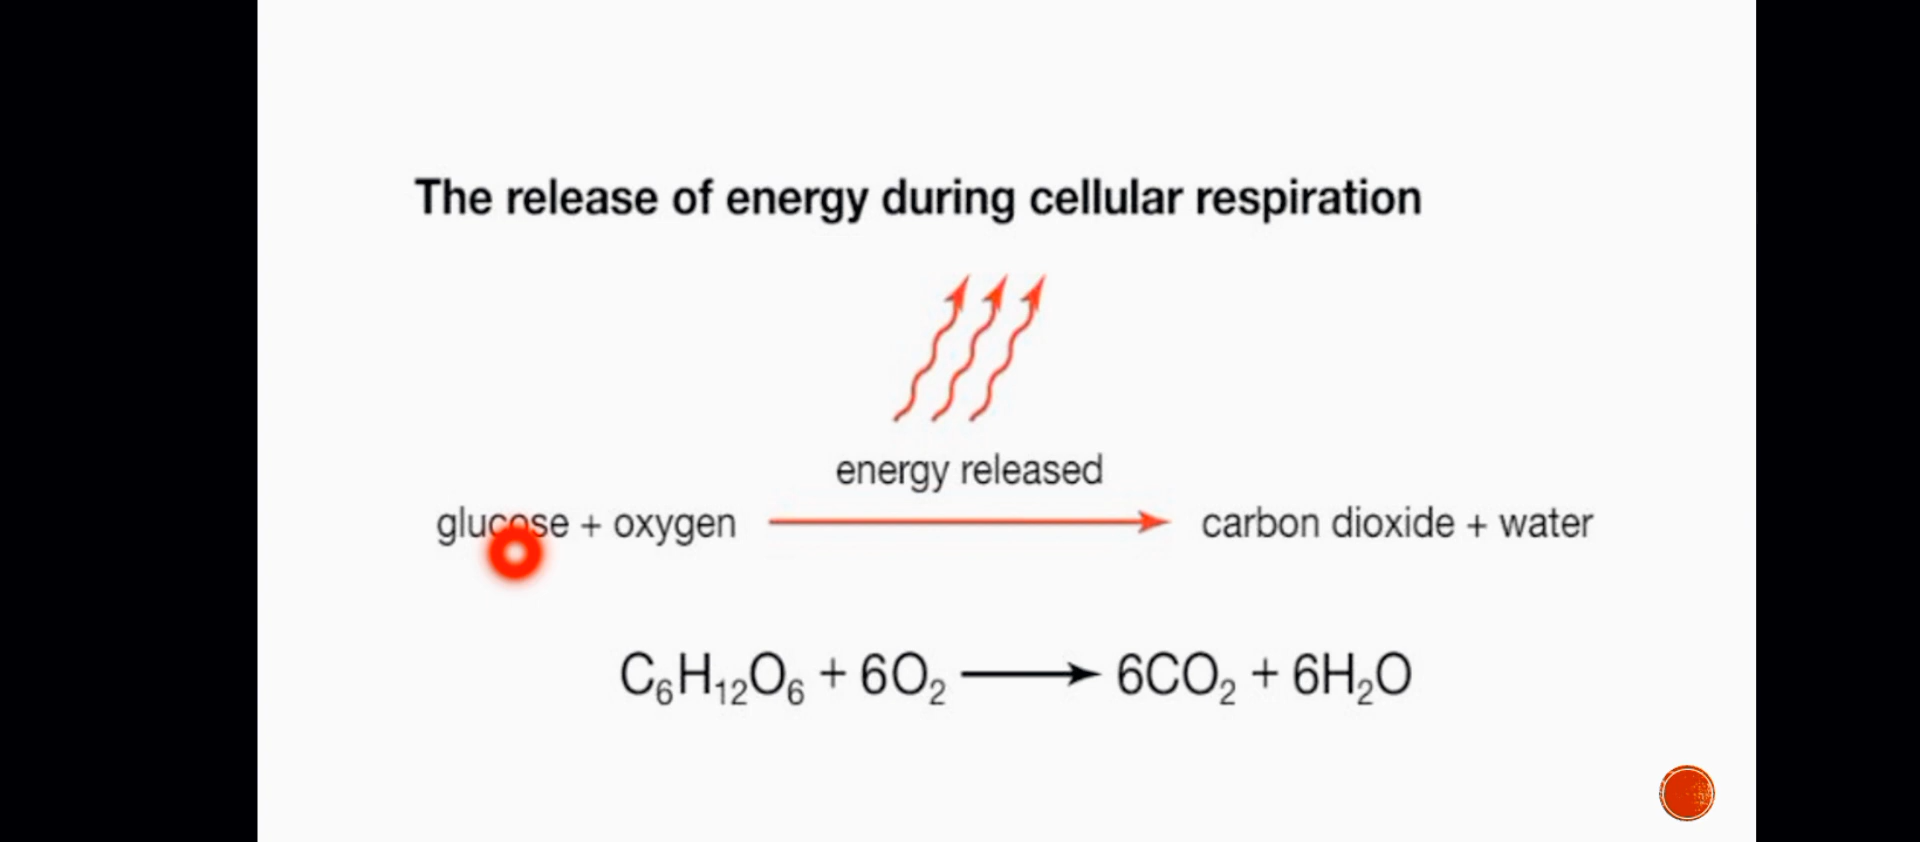 The release of energy during cellular respiration
energy released
glucose + oxygen → carbon dioxide + water
C₆H₁₂O₆ + 6O₂ → 6CO₂ + 6H₂O